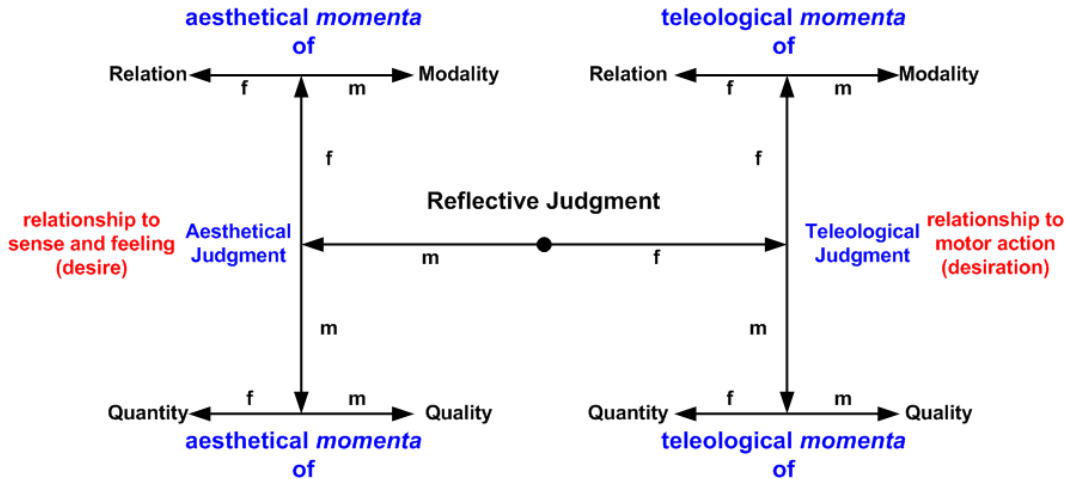 aesthetical momenta
of
teleological momenta
of
Relation
f
m
Modality
Relation
f
m
Modality
f
f
Reflective Judgment
relationship to
sense and feeling
(desire)
Aesthetical
Judgment
m
f
Teleological
Judgment
relationship to
motor action
(desiration)
m
m
Quantity
f
m
Quality
Quantity
f
m
Quality
aesthetical momenta
of
teleological momenta
of